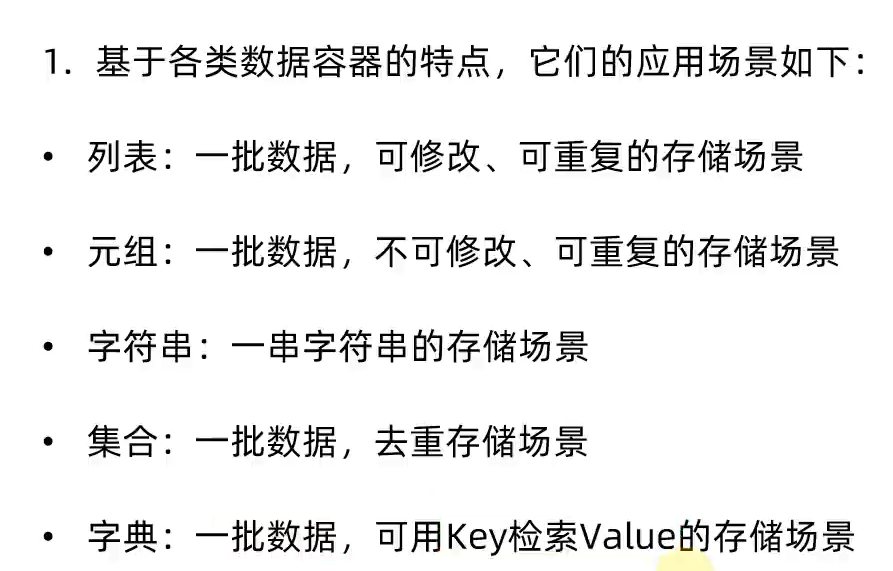 1. 基于各类数据容器的特点，它们的应用场景如下：
• 列表：一批数据，可修改、可重复的存储场景
• 元组：一批数据，不可修改、可重复的存储场景
• 字符串：一串字符串的存储场景
• 集合：一批数据，去重存储场景
• 字典：一批数据，可用Key检索Value的存储场景